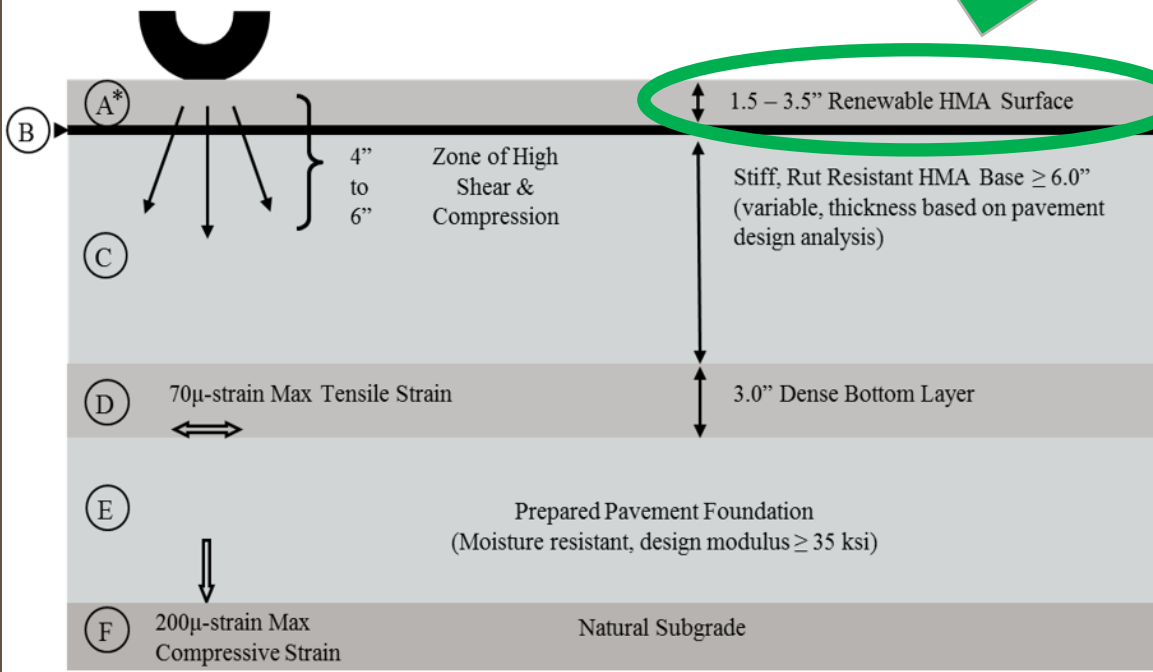 A*
1.5 – 3.5” Renewable HMA Surface
B
4”
to
6”
Zone of High
Shear &
Compression
Stiff, Rut Resistant HMA Base ≥ 6.0”
(variable, thickness based on pavement
design analysis)
C
D
70μ-strain Max Tensile Strain
3.0” Dense Bottom Layer
E
Prepared Pavement Foundation
(Moisture resistant, design modulus ≥ 35 ksi)
F
200μ-strain Max
Compressive Strain
Natural Subgrade